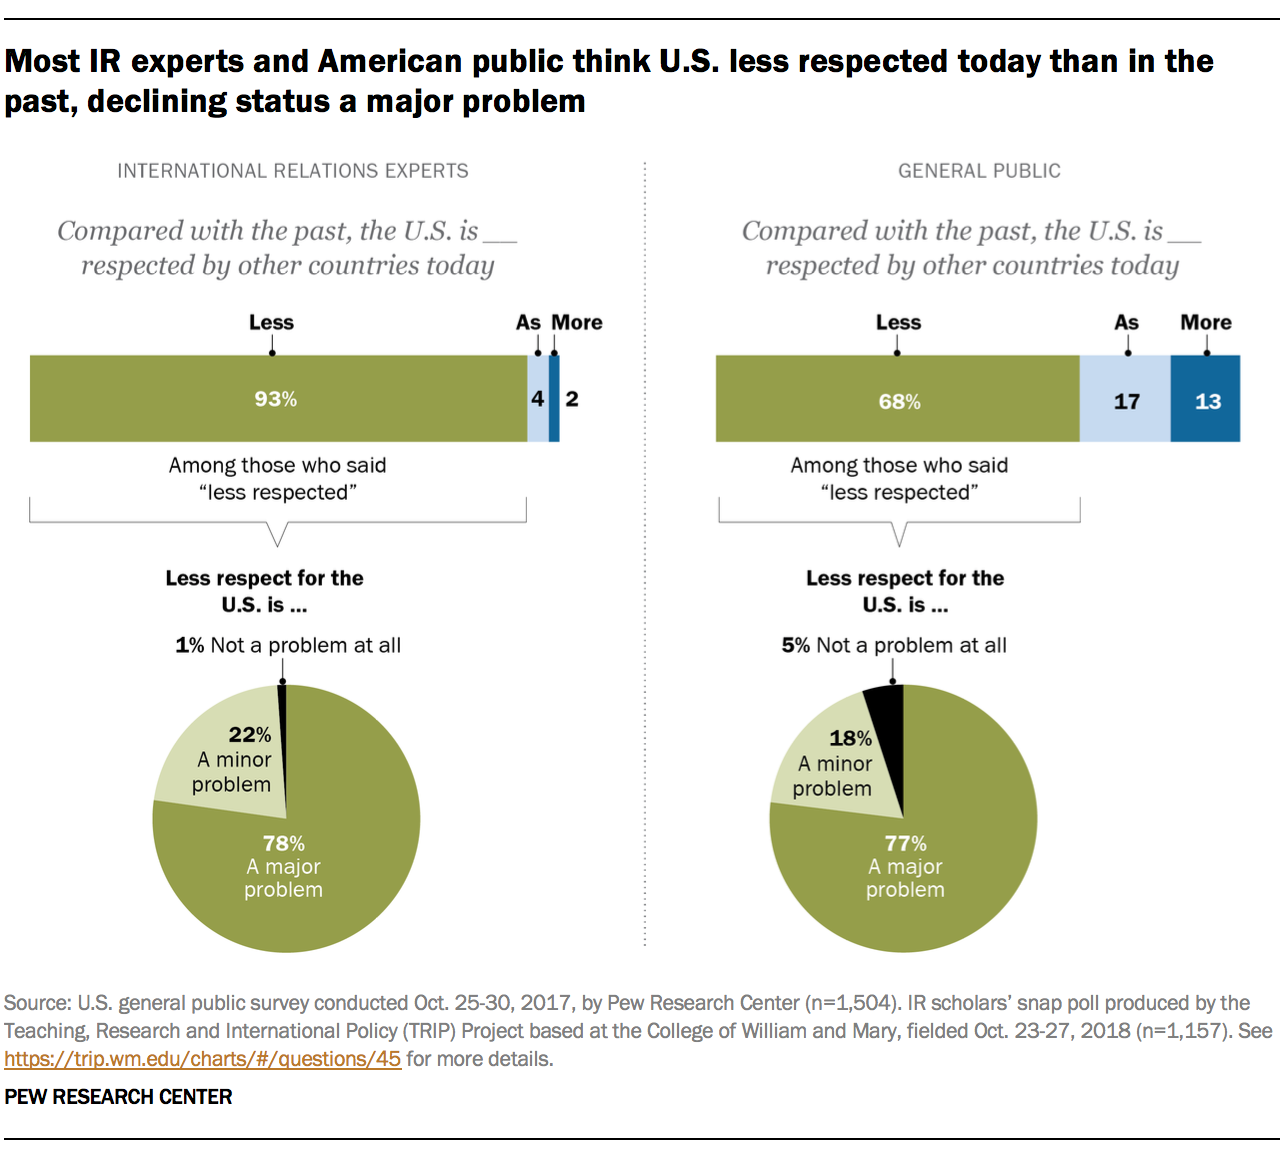 Most IR experts and American public think U.S. less respected today than in the
past, declining status a major problem
INTERNATIONAL RELATIONS EXPERTS
Compared with the past, the U.S. is __
respected by other countries today
Less
As
More
93%
4
2
Among those who said
“less respected”
Less respect for the
U.S. is ...
1% Not a problem at all
22%
A minor
problem
78%
A major
problem
GENERAL PUBLIC
Compared with the past, the U.S. is __
respected by other countries today
Less
As
More
68%
17
13
Among those who said
“less respected”
Less respect for the
U.S. is ...
5% Not a problem at all
18%
A minor
problem
77%
A major
problem
Source: U.S. general public survey conducted Oct. 25-30, 2017, by Pew Research Center (n=1,504). IR scholars’ snap poll produced by the
Teaching, Research and International Policy (TRIP) Project based at the College of William and Mary, fielded Oct. 23-27, 2018 (n=1,157). See
https://trip.wm.edu/charts/#/questions/45 for more details.
PEW RESEARCH CENTER